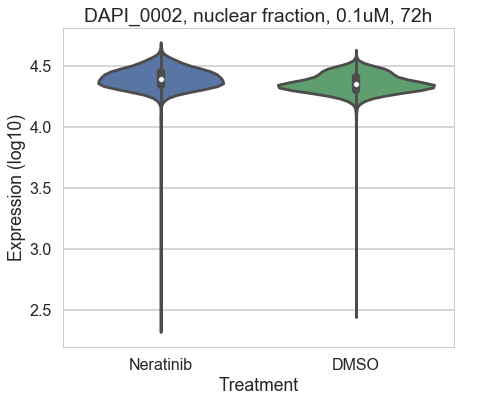 DAPI_0002, nuclear fraction, 0.1uM, 72h
4.5
4.0
3.5
3.0
2.5
Expression (log10)
Neratinib
DMSO
Treatment